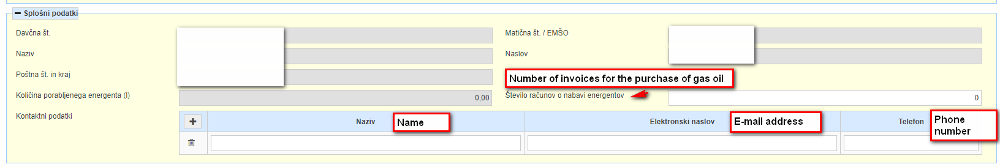 Splošni podatki
Davčna št.
Matična št. / EMŠO
Naziv
Naslov
Poštna št. in kraj
Number of invoices for the purchase of gas oil
Količina porabljenega energenta (l)
0,00
Število računov o nabavi energentov
0
Kontaktni podatki
+ Naziv Name Elektronski naslov E-mail address Telefon Phone
number